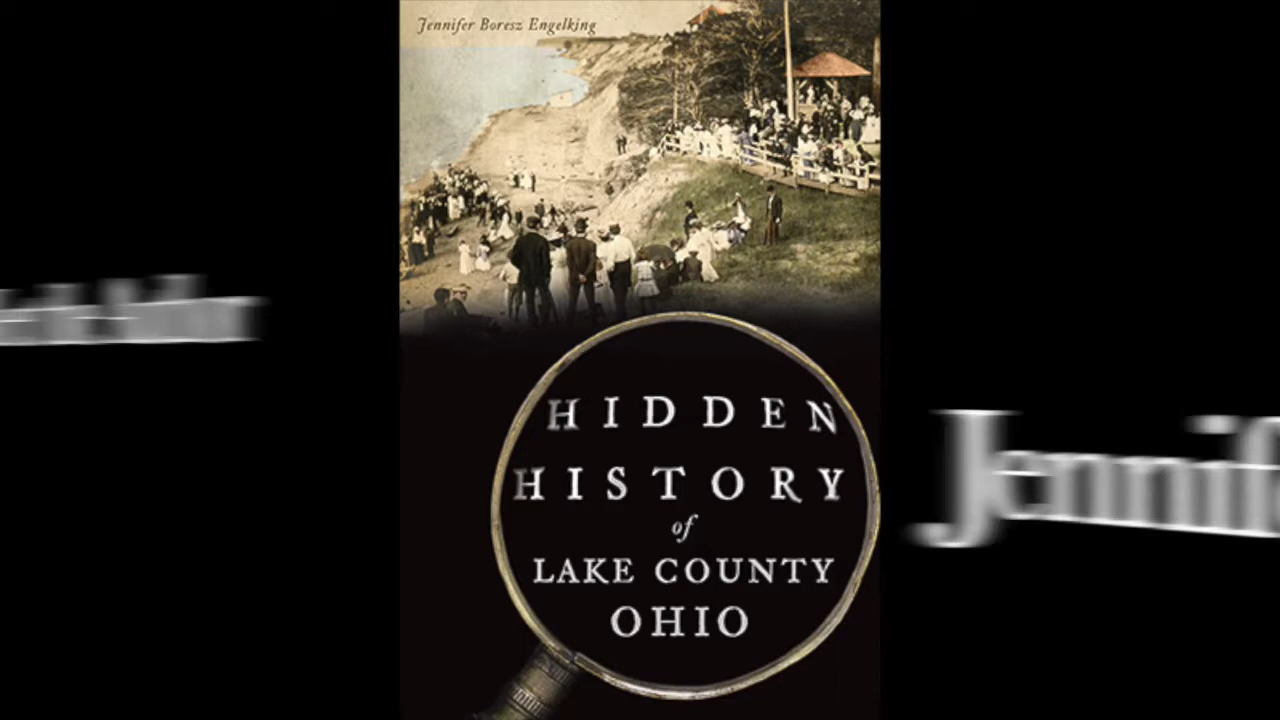 Jennifer Boresz Engelking
HIDDEN
HISTORY
of
LAKE COUNTY
OHIO